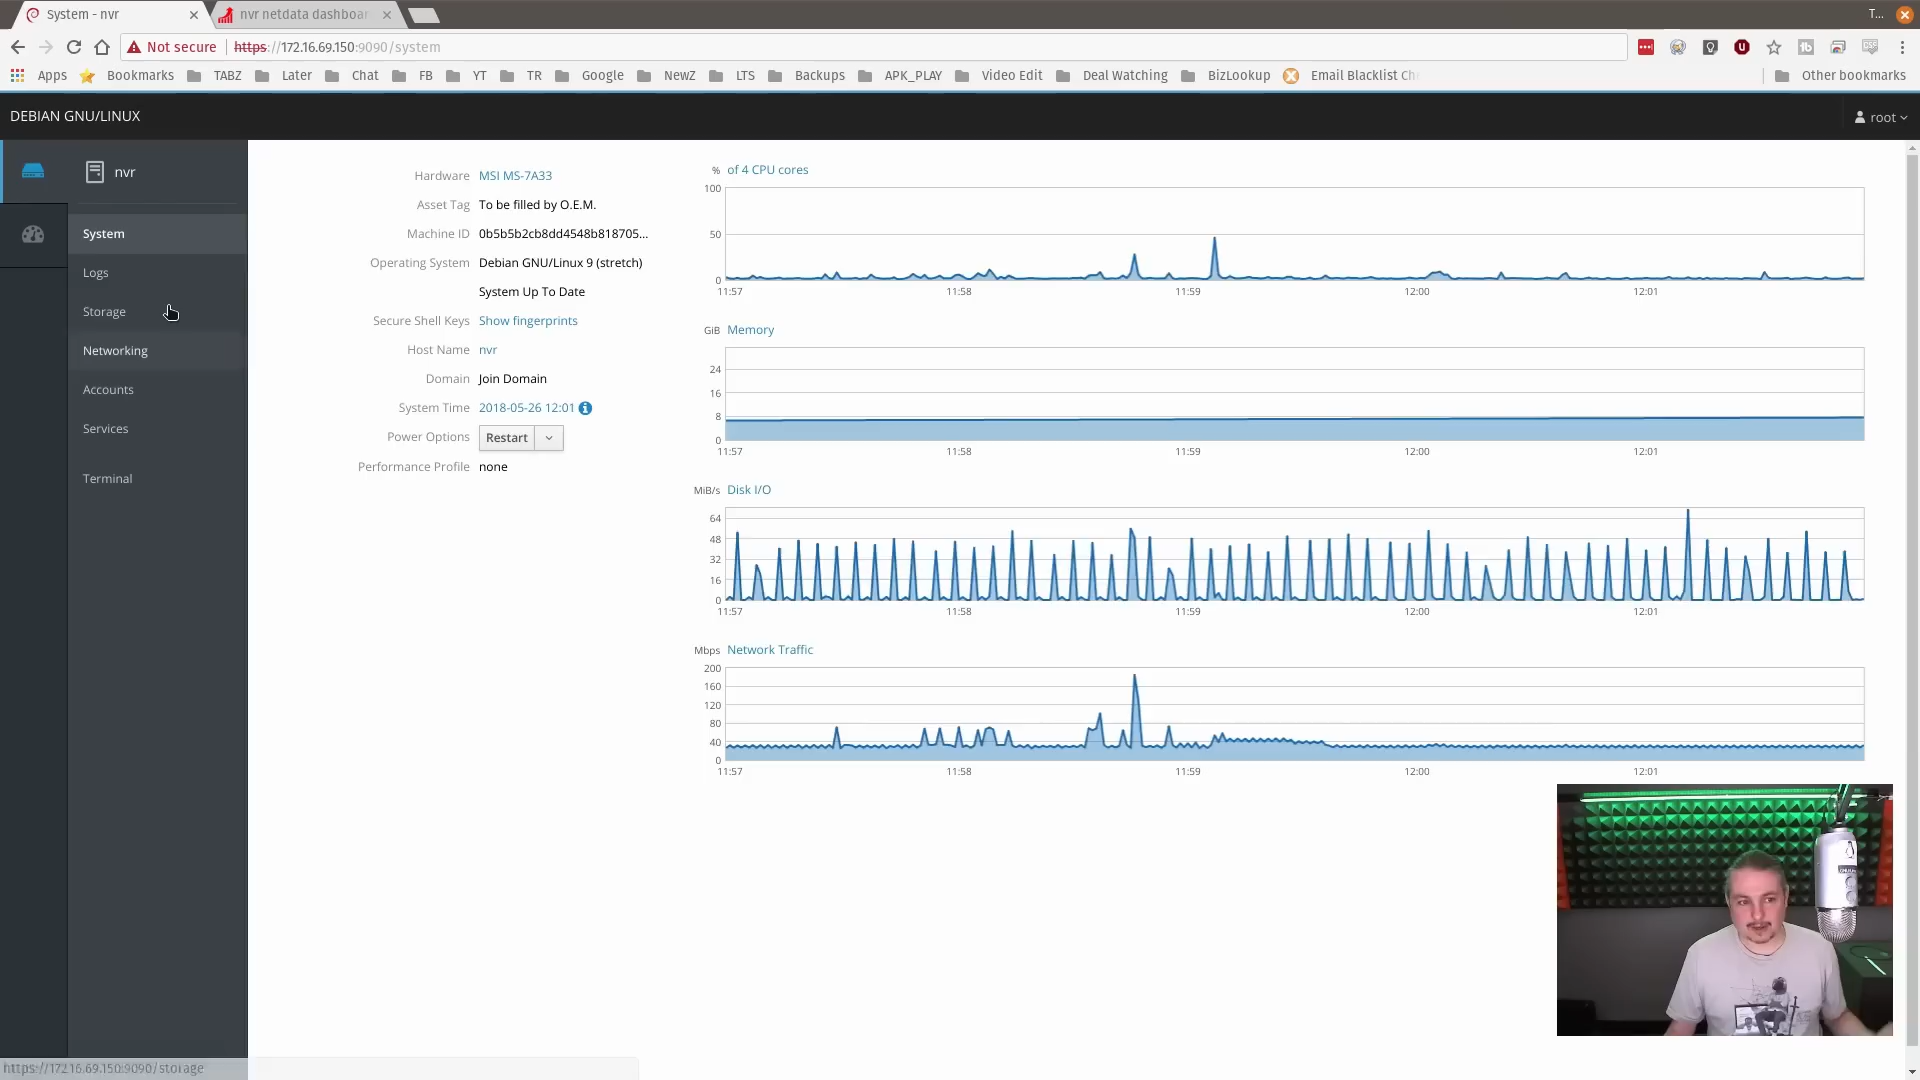 System - nvr
nvr netdata dashboar
T...
Not secure
https://172.16.69.150:9090/system
Apps
Bookmarks
TABZ
Later
Chat
FB
YT
TR
Google
NewZ
LTS
Backups
APK_PLAY
Video Edit
Deal Watching
BizLookup
Email Blacklist Che
Other bookmarks
DEBIAN GNU/LINUX
root
nvr
System
Logs
Storage
Networking
Accounts
Services
Terminal
Hardware MSI MS-7A33
Asset Tag To be filled by O.E.M.
Machine ID 0b5b5b2cb8dd4548b818705...
Operating System Debian GNU/Linux 9 (stretch)
System Up To Date
Secure Shell Keys Show fingerprints
Host Name nvr
Domain Join Domain
System Time 2018-05-26 12:01
Power Options Restart
Performance Profile none
% of 4 CPU cores
100
50
0
11:57 11:58 11:59 12:00 12:01
GiB Memory
24
16
8
0
11:57 11:58 11:59 12:00 12:01
MiB/s Disk I/O
64
48
32
16
0
11:57 11:58 11:59 12:00 12:01
Mbps Network Traffic
200
160
120
80
40
0
11:57 11:58 11:59 12:00 12:01
https://172.16.69.150:9090/storage